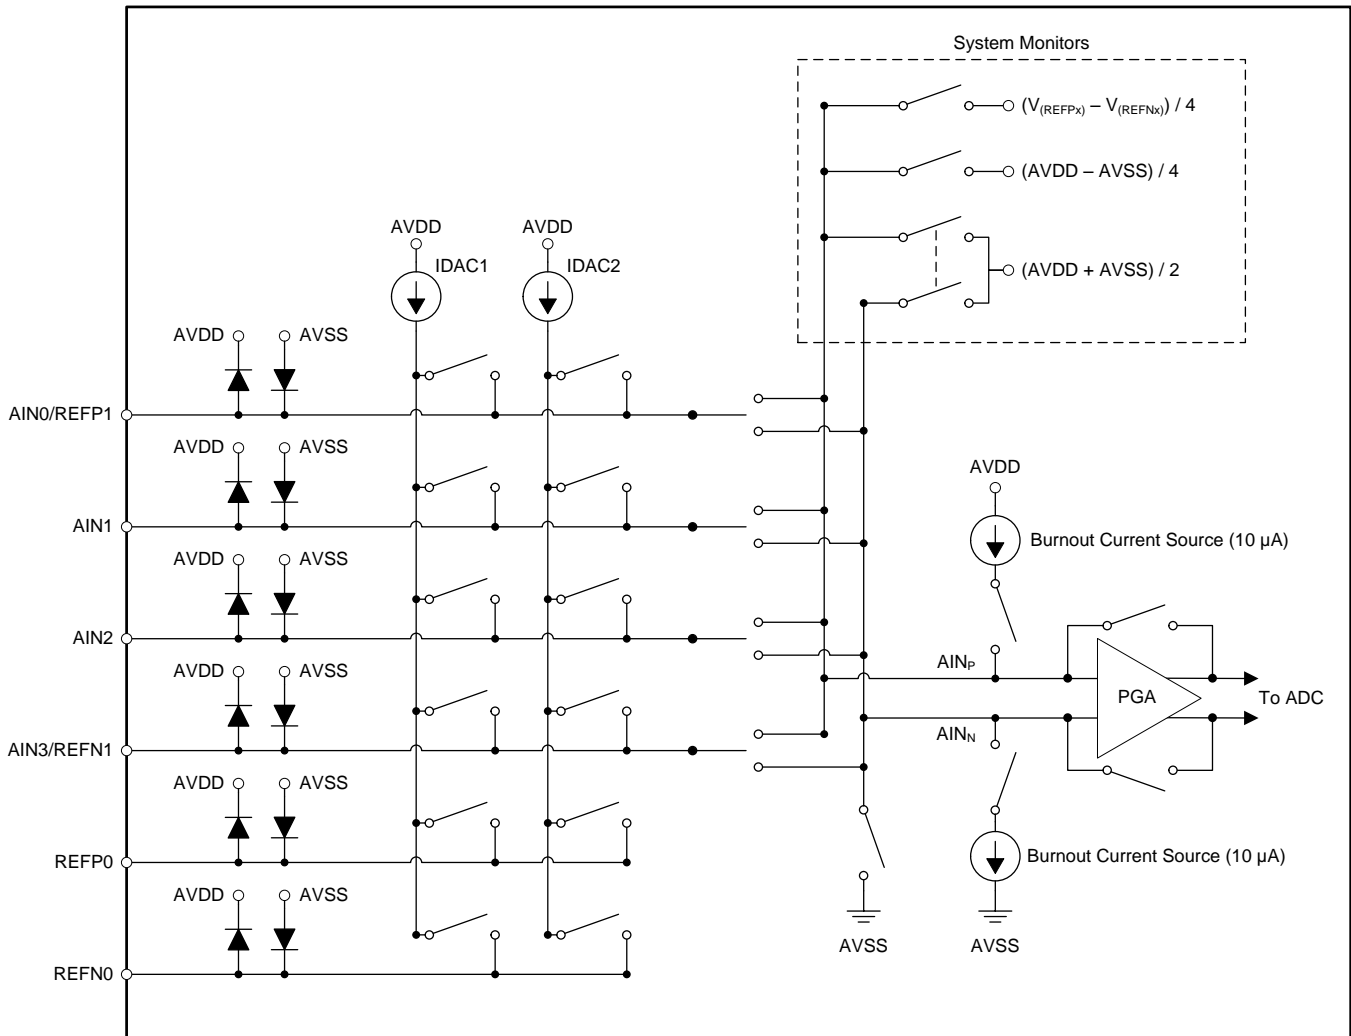 System Monitors
(V(REFPx) – V(REFNx)) / 4
(AVDD – AVSS) / 4
(AVDD + AVSS) / 2
AVDD
AVDD
IDAC1
IDAC2
AVDD
AVSS
AIN0/REFP1
AVDD
AVSS
AIN1
AVDD
AVSS
AIN2
AVDD
AVSS
AIN3/REFN1
AVDD
AVSS
REFP0
AVDD
AVSS
REFN0
AVDD
Burnout Current Source (10 µA)
AINP
PGA
To ADC
AINN
Burnout Current Source (10 µA)
AVSS
AVSS